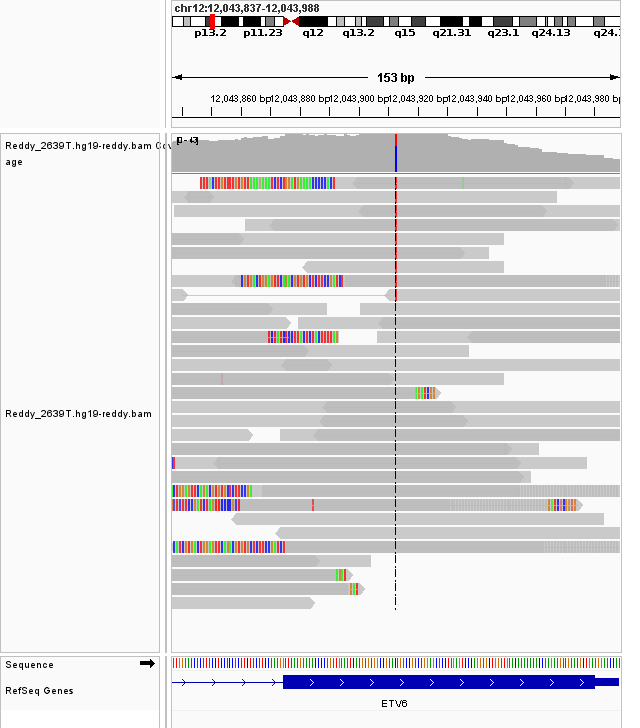 chr12:12,043,837-12,043,988
p13.2 p11.23 q12 q13.2 q15 q21.31 q23.1 q24.13 q24.
153 bp
12,043,860 bp 12,043,880 bp 12,043,900 bp 12,043,920 bp 12,043,940 bp 12,043,960 bp 12,043,980 bp
Reddy_2639T.hg19-reddy.bam Cov
age
Reddy_2639T.hg19-reddy.bam
Sequence
RefSeq Genes
ETV6